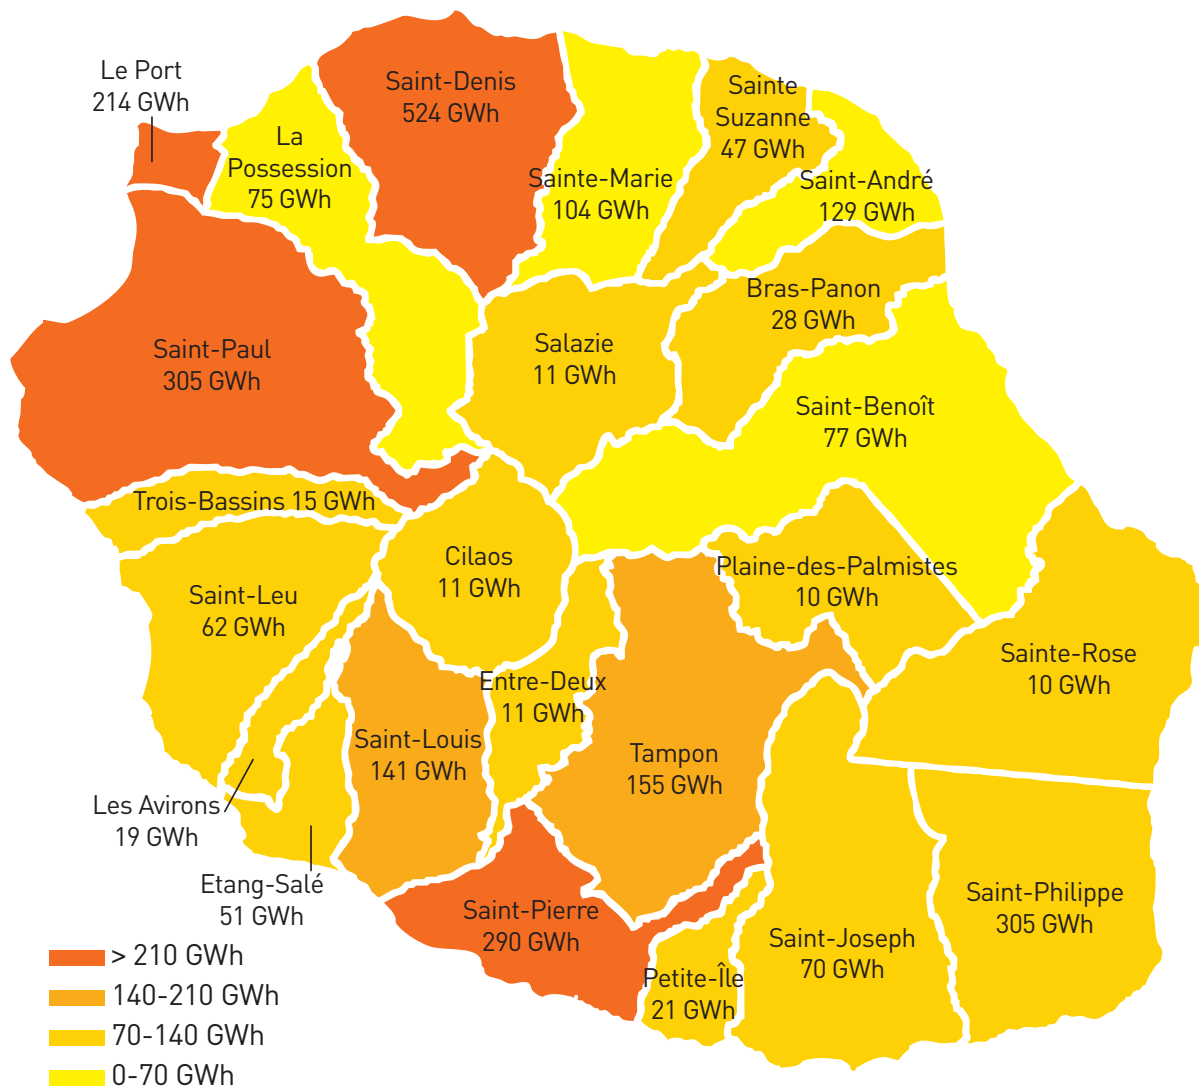 Le Port
214 GWh
Saint-Denis
524 GWh
La
Possession
75 GWh
Sainte-Marie
104 GWh
Sainte
Suzanne
47 GWh
Saint-André
129 GWh
Bras-Panon
28 GWh
Saint-Paul
305 GWh
Salazie
11 GWh
Saint-Benoît
77 GWh
Trois-Bassins 15 GWh
Cilaos
11 GWh
Plaine-des-Palmistes
10 GWh
Saint-Leu
62 GWh
Sainte-Rose
10 GWh
Entre-Deux
11 GWh
Saint-Louis
141 GWh
Tampon
155 GWh
Les Avirons
19 GWh
Etang-Salé
51 GWh
Saint-Pierre
290 GWh
Saint-Philippe
305 GWh
Saint-Joseph
70 GWh
Petite-Île
21 GWh
> 210 GWh
140-210 GWh
70-140 GWh
0-70 GWh